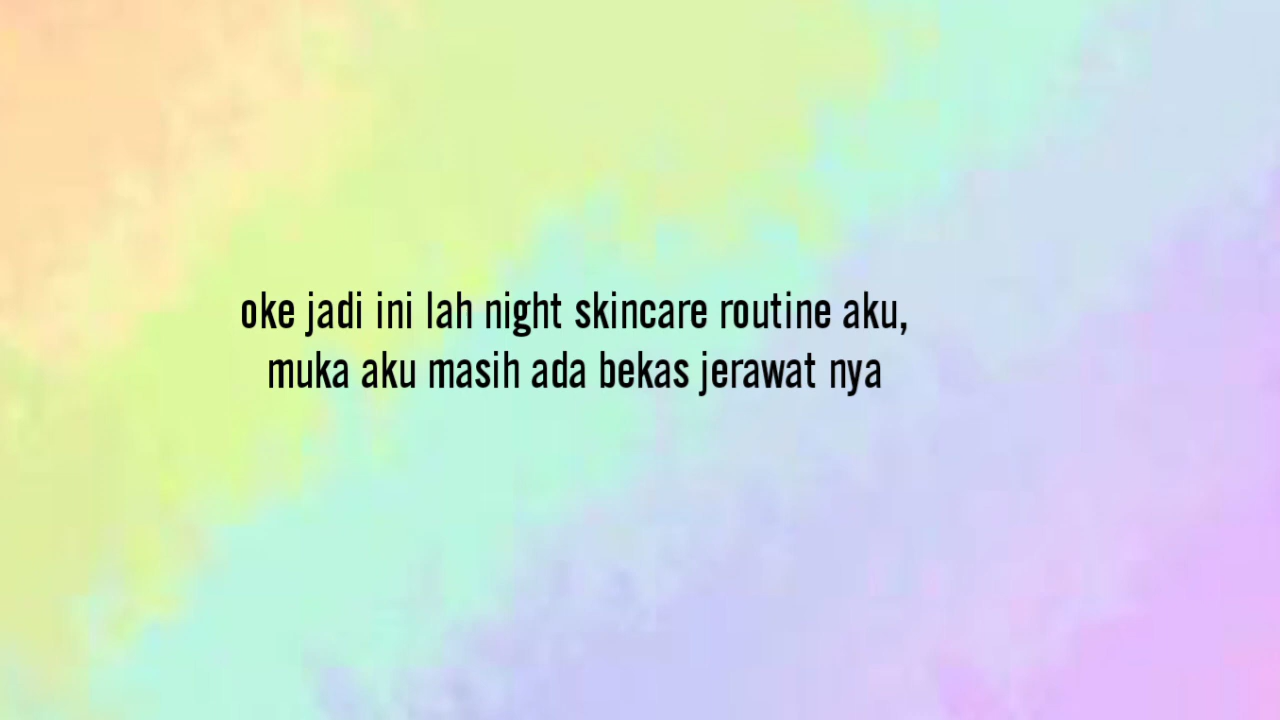 oke jadi ini lah night skincare routine aku,
muka aku masih ada bekas jerawat nya